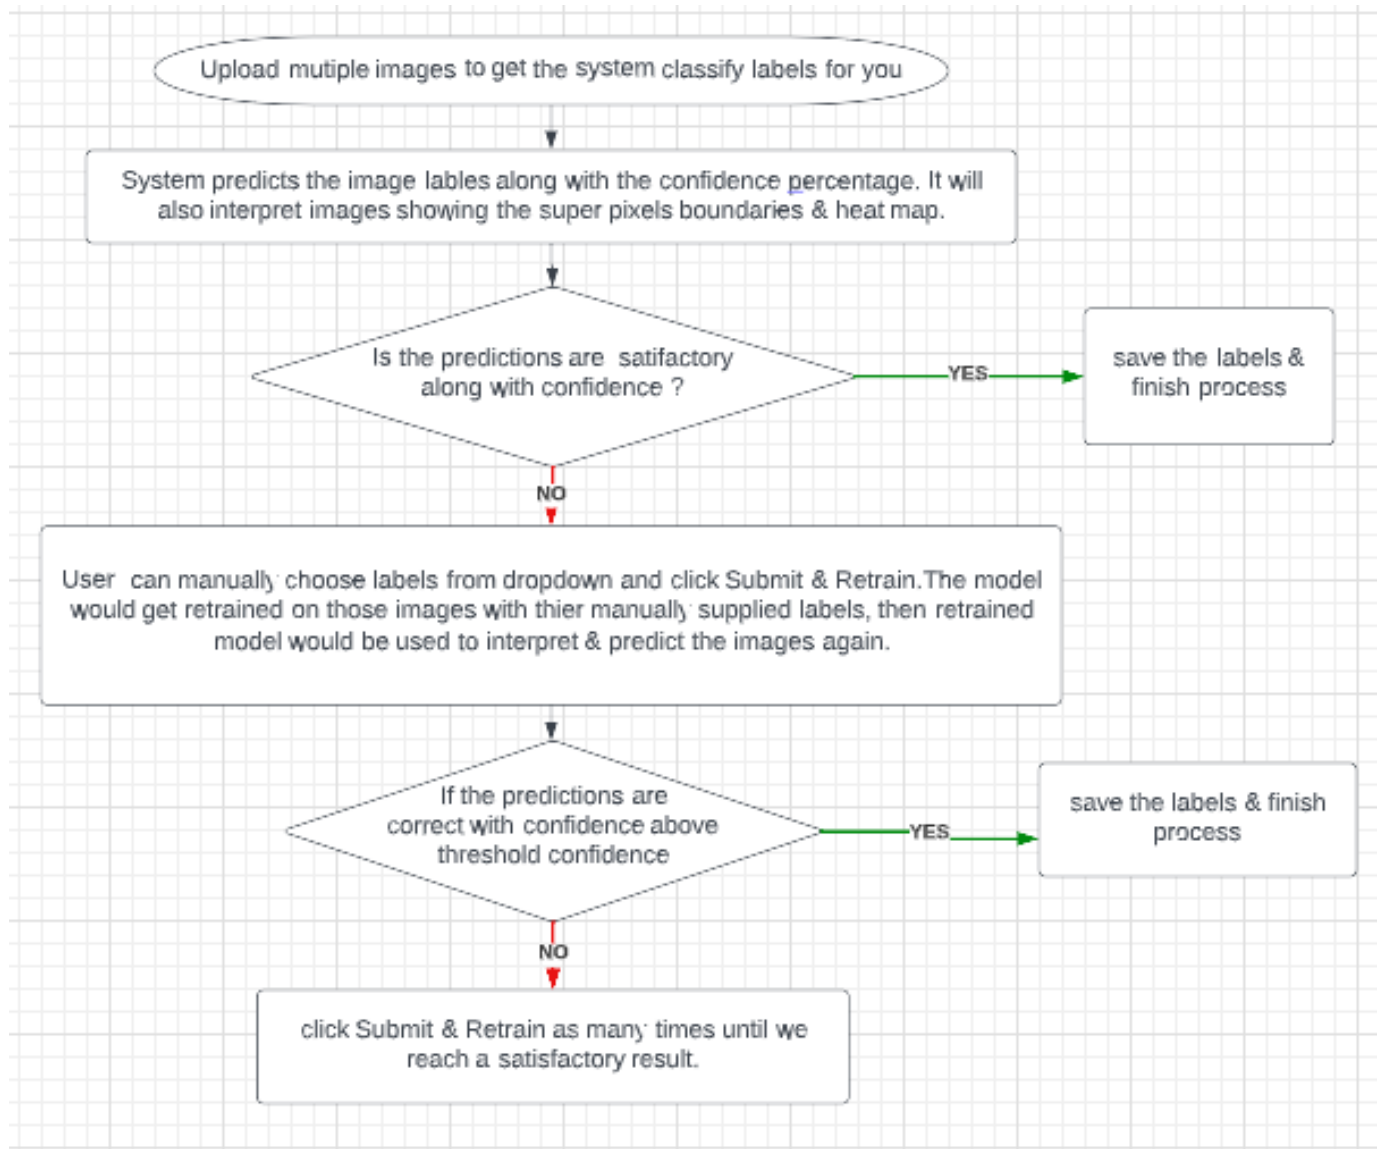 Upload mutiple images to get the system classify labels for you
System predicts the image lables along with the confidence percentage. It will
also interpret images showing the super pixels boundaries & heat map.
Is the predictions are satifactory
along with confidence ?
YES
save the labels &
finish process
NO
User can manually choose labels from dropdown and click Submit & Retrain.The model
would get retrained on those images with thier manually supplied labels, then retrained
model would be used to interpret & predict the images again.
If the predictions are
correct with confidence above
threshold confidence
YES
save the labels & finish
process
NO
click Submit & Retrain as many times until we
reach a satisfactory result.